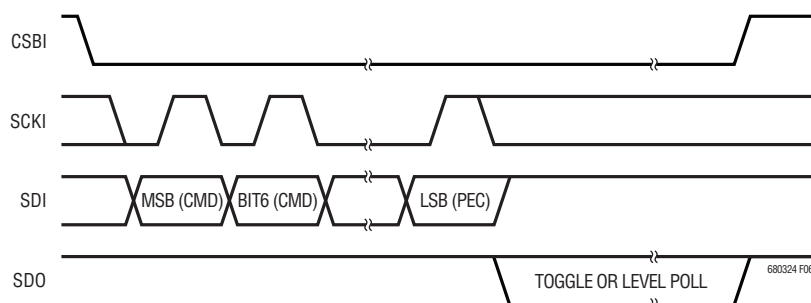 CSBI
SCKI
SDI
MSB (CMD) BIT6 (CMD) LSB (PEC)
SDO
TOGGLE OR LEVEL POLL
680324 F06